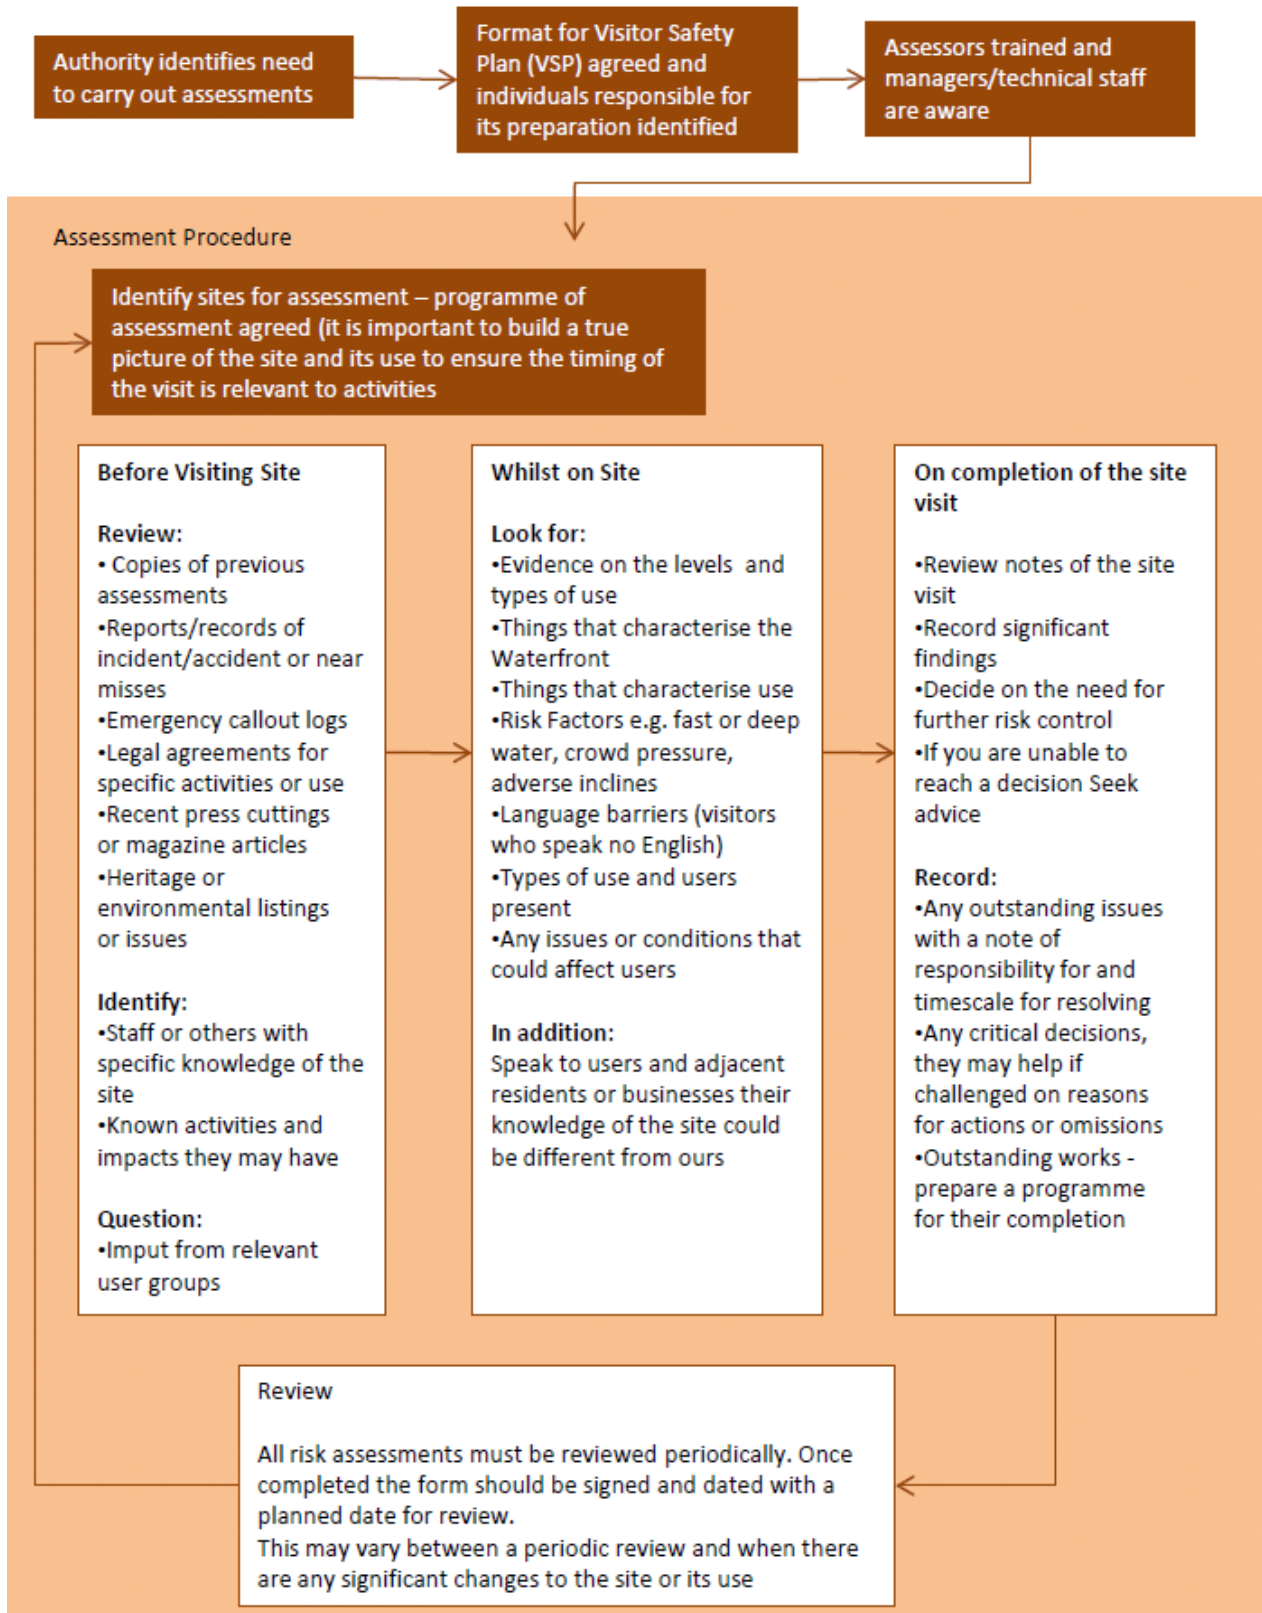 Authority identifies need
to carry out assessments
Format for Visitor Safety
Plan (VSP) agreed and
individuals responsible for
its preparation identified
Assessors trained and
managers/technical staff
are aware
Assessment Procedure
Identify sites for assessment – programme of
assessment agreed (it is important to build a true
picture of the site and its use to ensure the timing of
the visit is relevant to activities
Before Visiting Site
Review:
• Copies of previous
assessments
•Reports/records of
incident/accident or near
misses
•Emergency callout logs
•Legal agreements for
specific activities or use
•Recent press cuttings
or magazine articles
•Heritage or
environmental listings
or issues
Identify:
•Staff or others with
specific knowledge of the
site
•Known activities and
impacts they may have
Question:
•Imput from relevant
user groups
Whilst on Site
Look for:
•Evidence on the levels  and
types of use
•Things that characterise the
Waterfront
•Things that characterise use
•Risk Factors e.g. fast or deep
water, crowd pressure,
adverse inclines
•Language barriers (visitors
who speak no English)
•Types of use and users
present
•Any issues or conditions that
could affect users
In addition:
Speak to users and adjacent
residents or businesses their
knowledge of the site could
be different from ours
On completion of the site
visit
•Review notes of the site
visit
•Record significant
findings
•Decide on the need for
further risk control
•If you are unable to
reach a decision Seek
advice
Record:
•Any outstanding issues
with a note of
responsibility for and
timescale for resolving
•Any critical decisions,
they may help if
challenged on reasons
for actions or omissions
•Outstanding works -
prepare a programme
for their completion
Review
All risk assessments must be reviewed periodically. Once
completed the form should be signed and dated with a
planned date for review.
This may vary between a periodic review and when there
are any significant changes to the site or its use